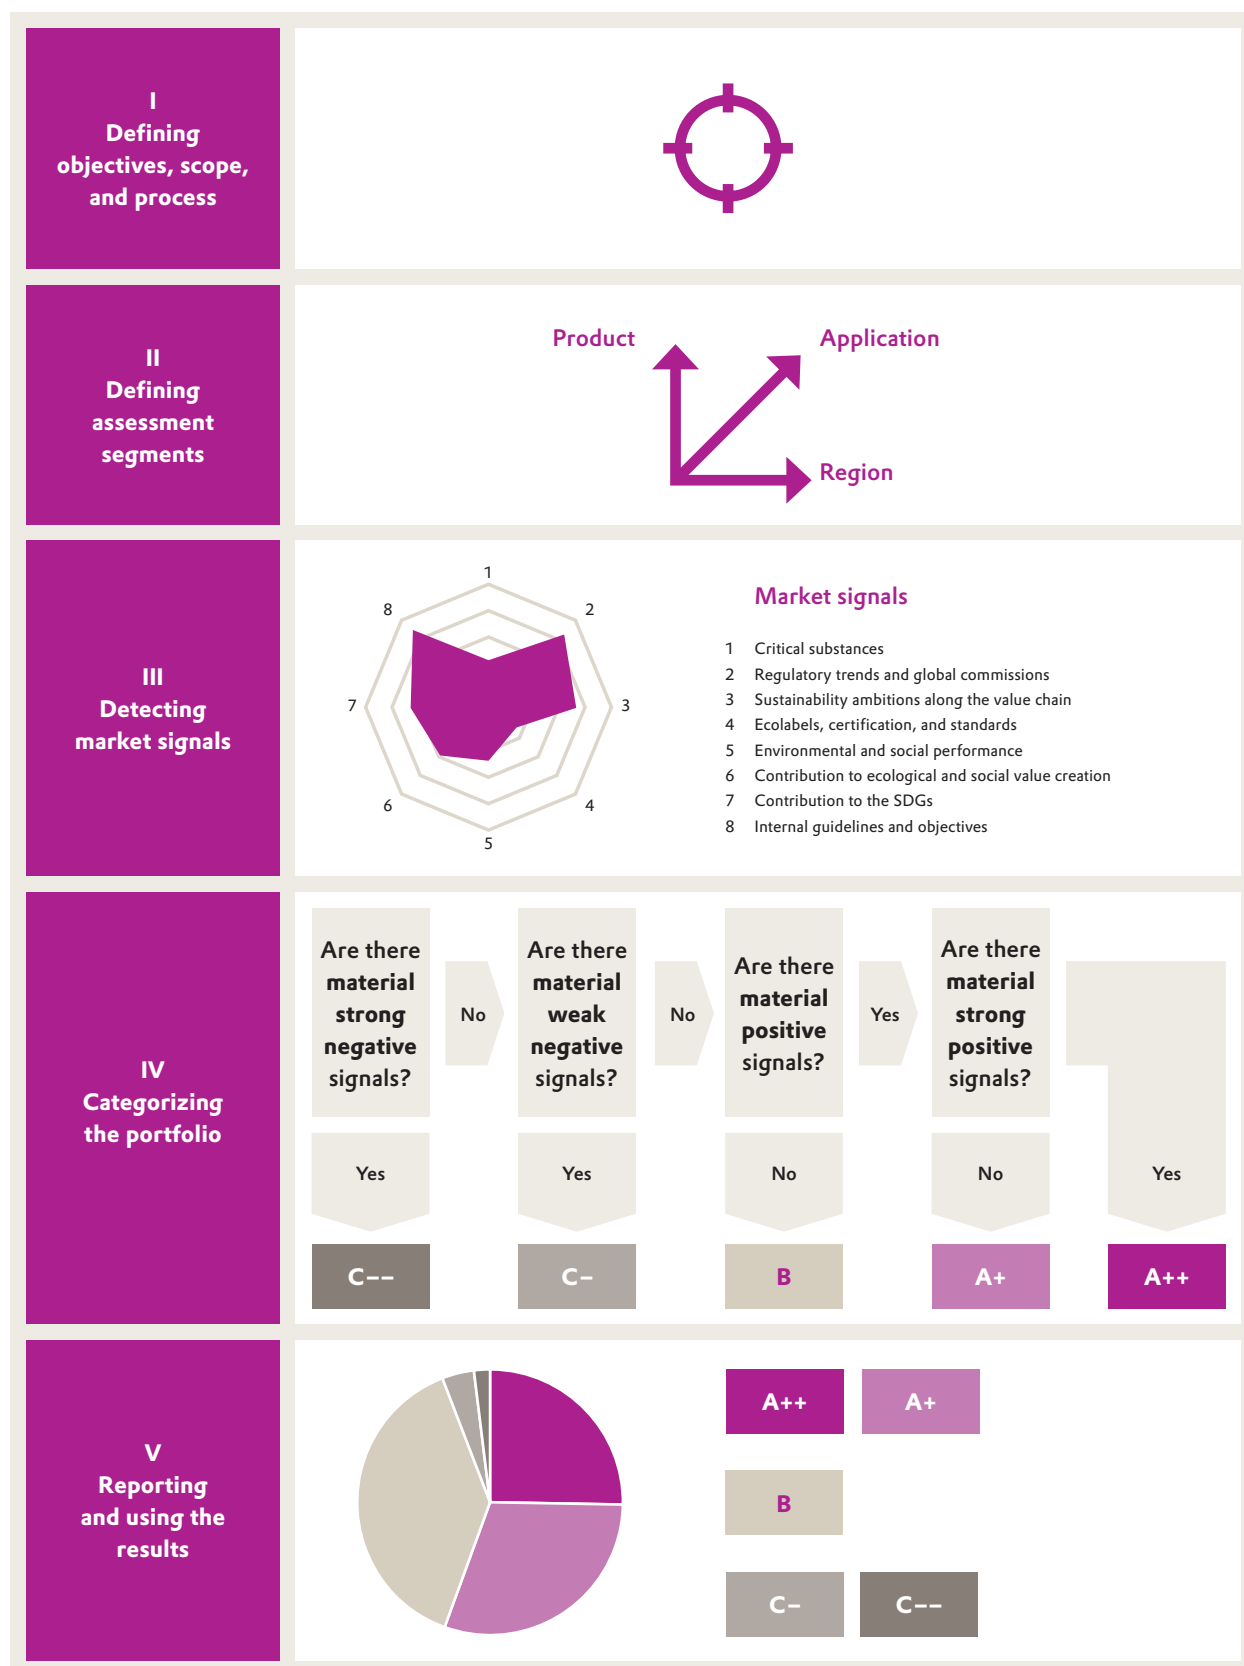 I
Defining
objectives, scope,
and process
II
Defining
assessment
segments
Product
Application
Region
III
Detecting
market signals
1
2
3
4
5
6
7
8
Market signals
1 Critical substances
2 Regulatory trends and global commissions
3 Sustainability ambitions along the value chain
4 Ecolabels, certification, and standards
5 Environmental and social performance
6 Contribution to ecological and social value creation
7 Contribution to the SDGs
8 Internal guidelines and objectives
IV
Categorizing
the portfolio
Are there
material
strong
negative
signals?
No
Are there
material
weak
negative
signals?
No
Are there
material
positive
signals?
Yes
Are there
material
strong
positive
signals?
Yes
Yes
No
No
Yes
C––
C–
B
A+
A++
V
Reporting
and using the
results
A++
A+
B
C–
C––